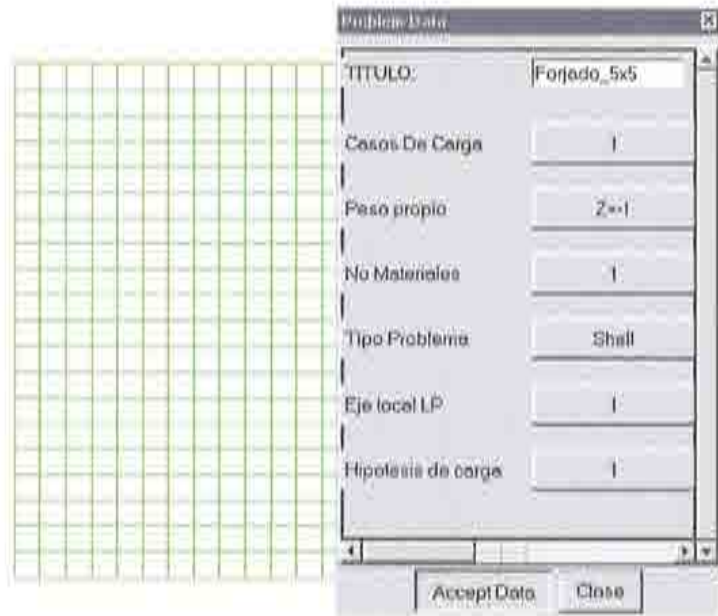 Problem Data
TITULO: Forjado_5x5
Casos De Carga 1
Peso propio Z=-1
No Materiales 1
Tipo Problema Shell
Eje local LP 1
Hipotesis de carga 1
Accept Data Close